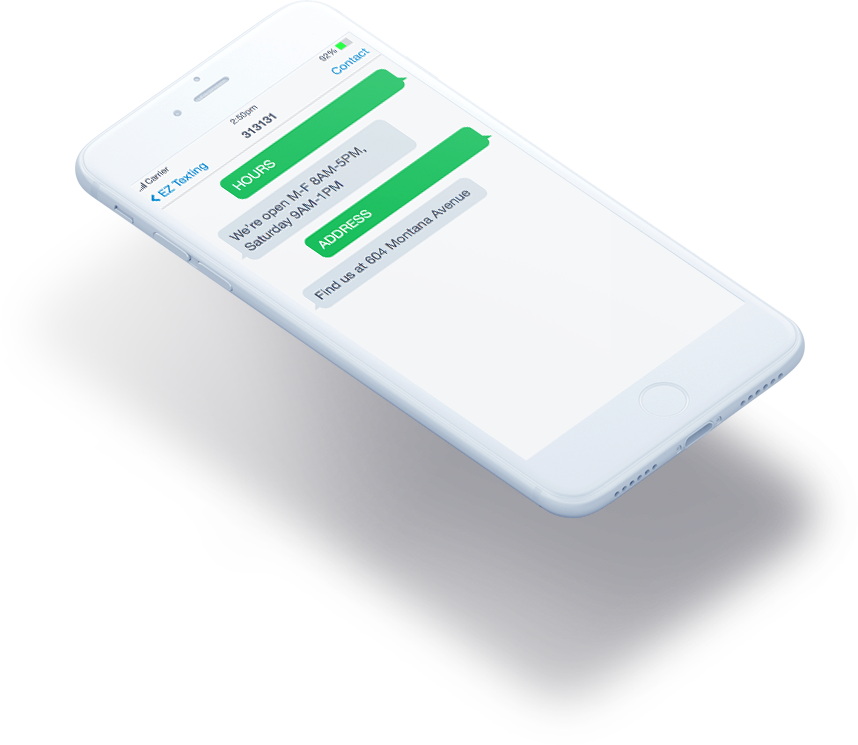 Carrier
2:50pm
92%
EZ Texting
313131
Contact
HOURS
We're open M-F 8AM-5PM,
Saturday 9AM-1PM
ADDRESS
Find us at 604 Montana Avenue